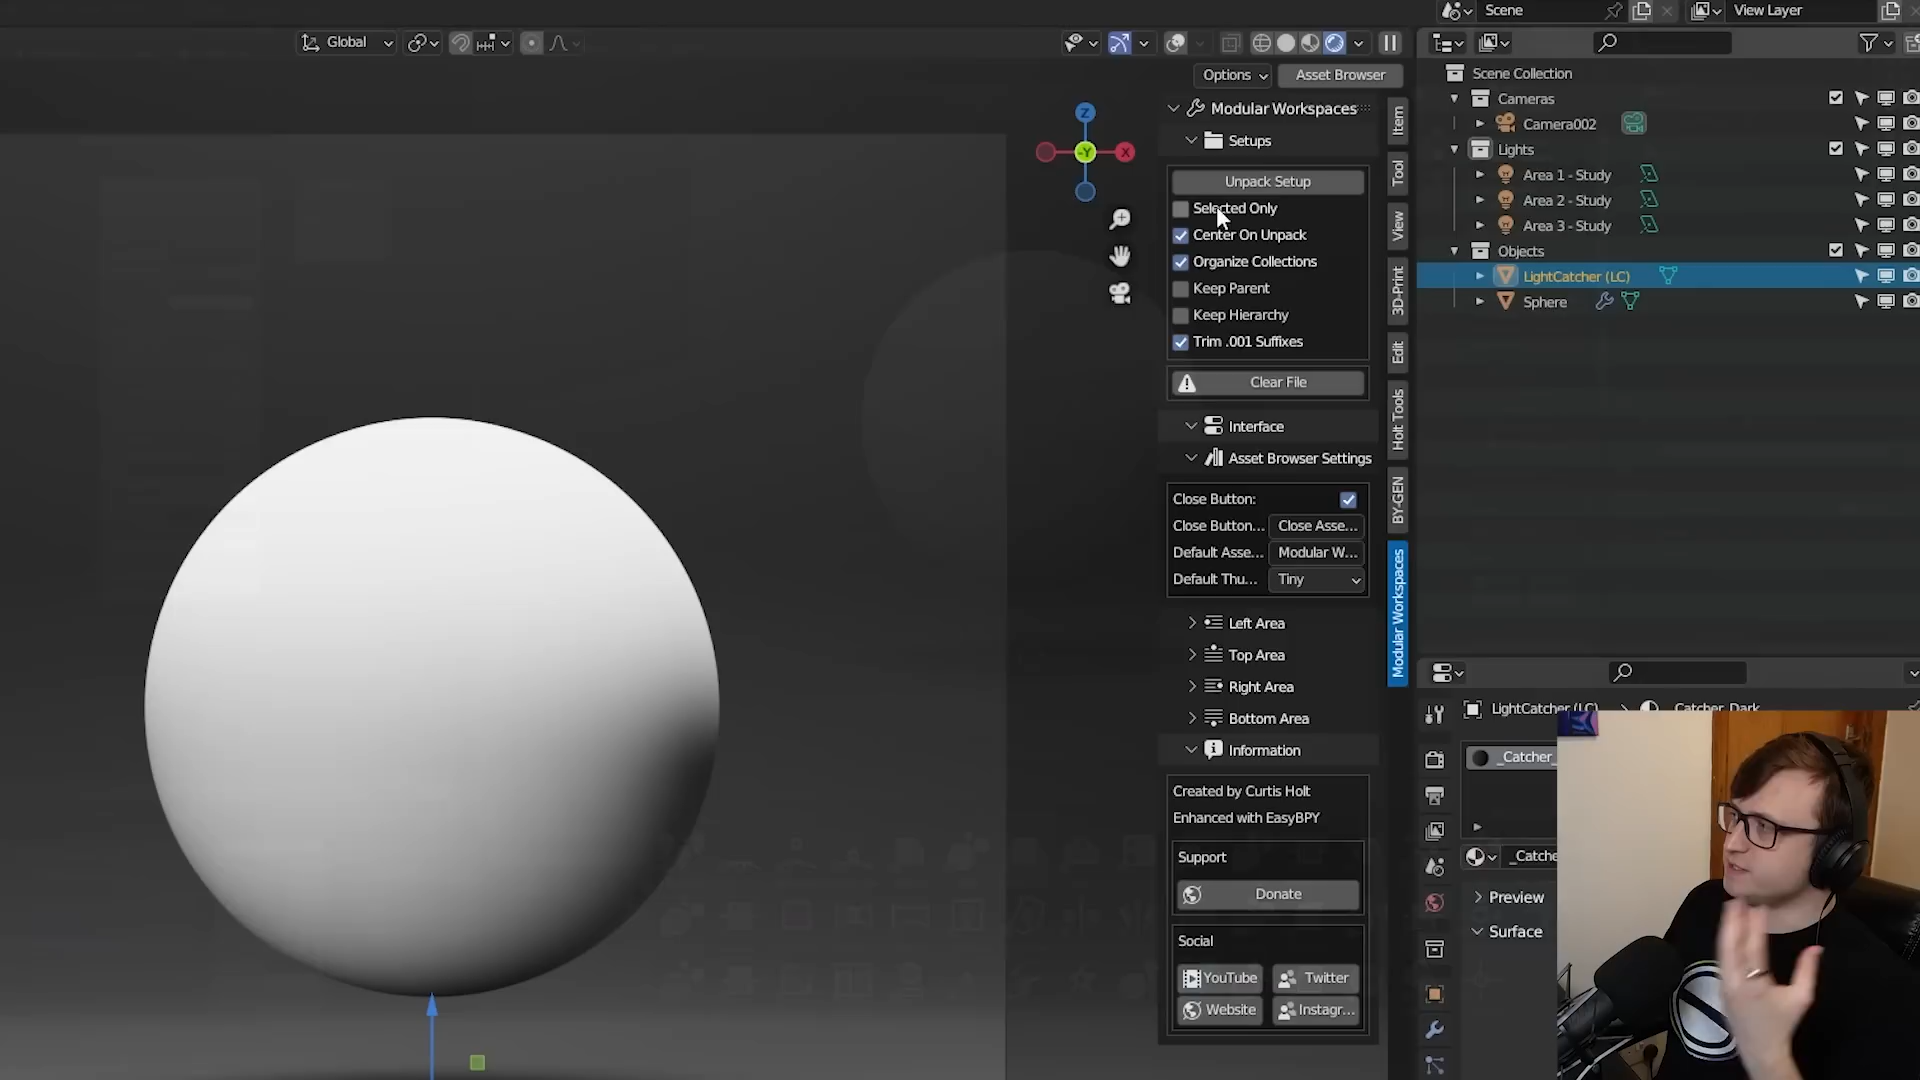 Scene
View Layer
Global
Options
Asset Browser
Scene Collection
Cameras
Camera002
Lights
Area 1 - Study
Area 2 - Study
Area 3 - Study
Objects
LightCatcher (LC)
Sphere
Z
-Y
X
Modular Workspaces
Setups
Unpack Setup
Selected Only
Center On Unpack
Organize Collections
Keep Parent
Keep Hierarchy
Trim .001 Suffixes
Clear File
Interface
Asset Browser Settings
Close Button:
Close Button... Close Asse...
Default Asse... Modular W...
Default Thu... Tiny
Left Area
Top Area
Right Area
Bottom Area
Information
Created by Curtis Holt
Enhanced with EasyBPY
Support
Donate
Social
YouTube Twitter
Website Instagr...
Item
Tool
View
3D-Print
Edit
Holt Tools
BY-GEN
Modular Workspaces
LightCatcher (LC) Catcher_Dark
_Catcher_
_Catche
Preview
Surface